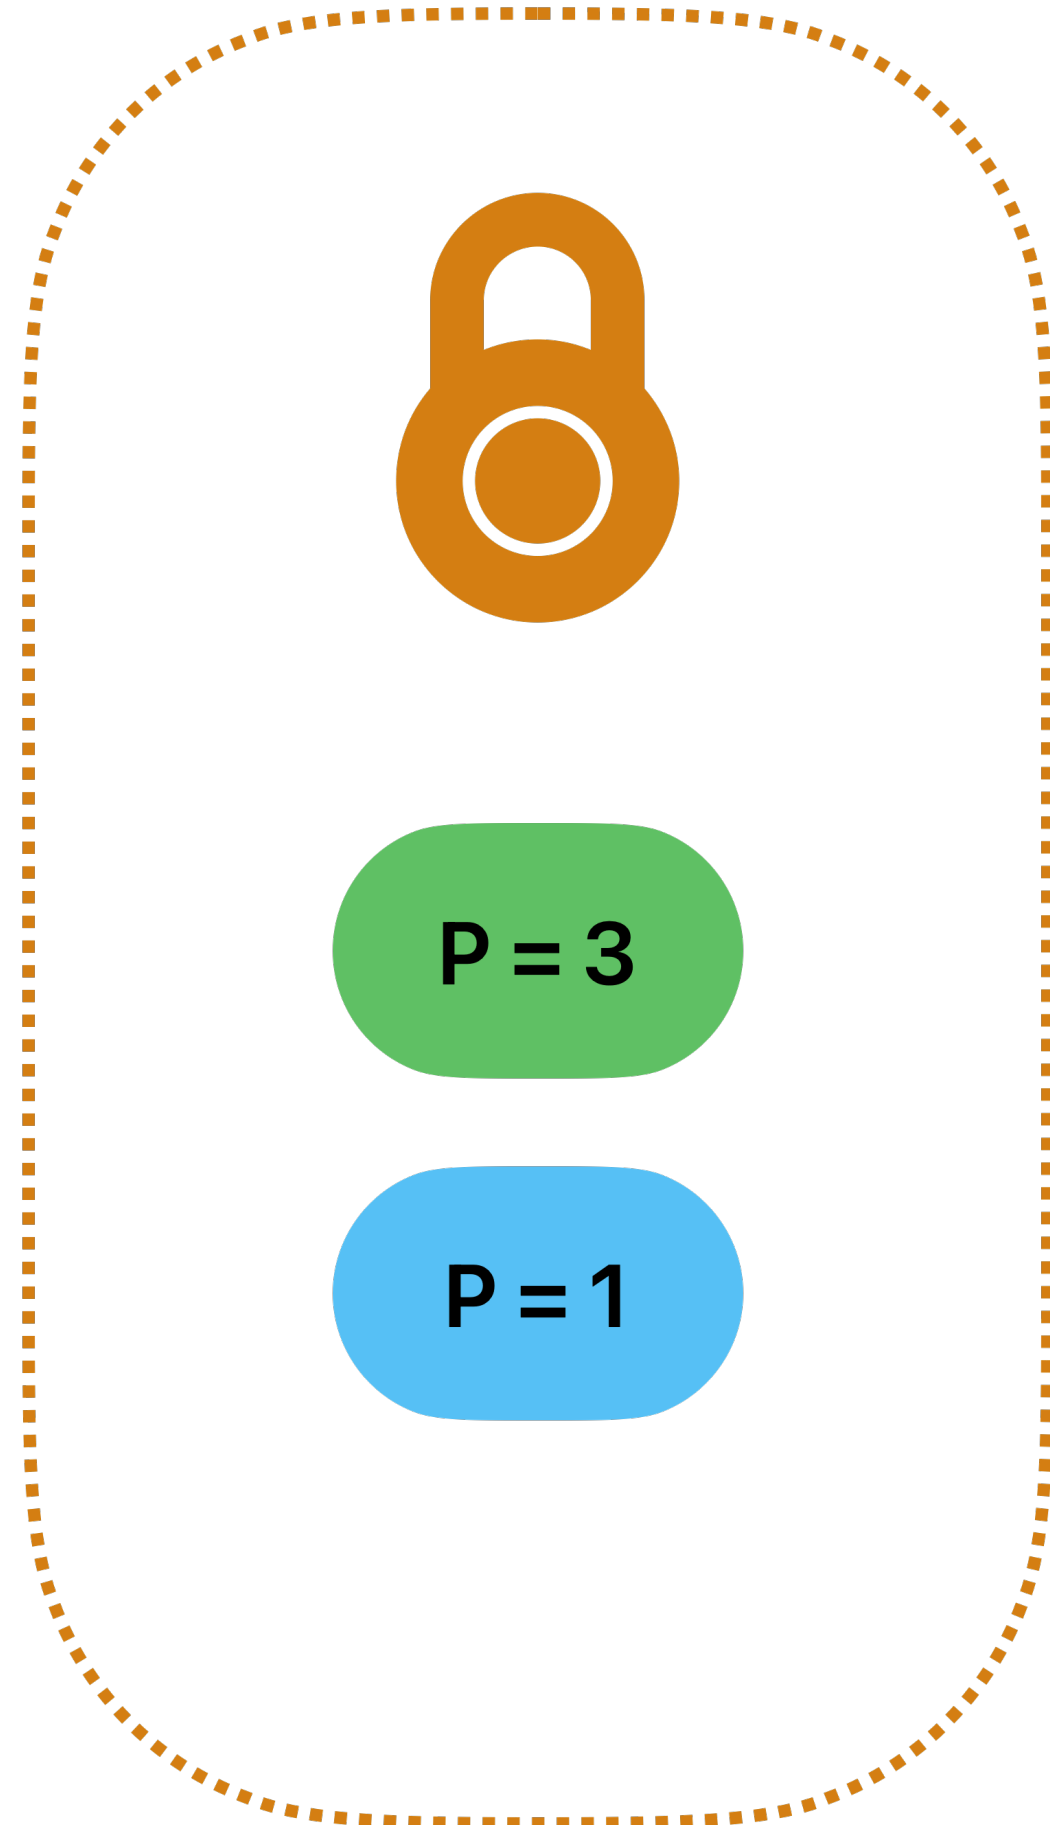 P = 3
P = 1